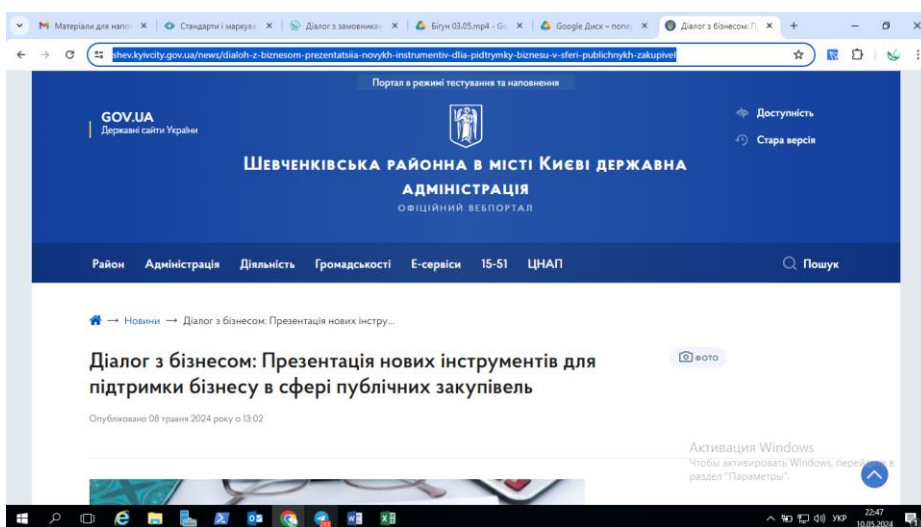 Матеріали для напо
Стандарти і маркув
Діалог з замовника
Бігун 03.05.mp4 - Go
Google Диск – попе
Діалог з бізнесом: П
shev.kyivcity.gov.ua/news/dialoh-z-biznesom-prezentatsiia-novykh-instrumentiv-dlia-pidtrymky-biznesu-v-sferi-publichnykh-zakupivel
Портал в режимі тестування та наповнення
GOV.UA
Державні сайти України
Доступність
Стара версія
Шевченківська районна в місті Києві державна
адміністрація
офіційний вебпортал
Район Адміністрація Діяльність Громадськості Е-сервіси 15-51 ЦНАП Пошук
→ Новини → Діалог з бізнесом: Презентація нових інстру...
Діалог з бізнесом: Презентація нових інструментів для
підтримки бізнесу в сфері публічних закупівель
ФОТО
Опубліковано 08 травня 2024 року о 13:02
Активация Windows
Чтобы активировать Windows, перейдите в
раздел "Параметры".
УКР
22:47
10.05.2024